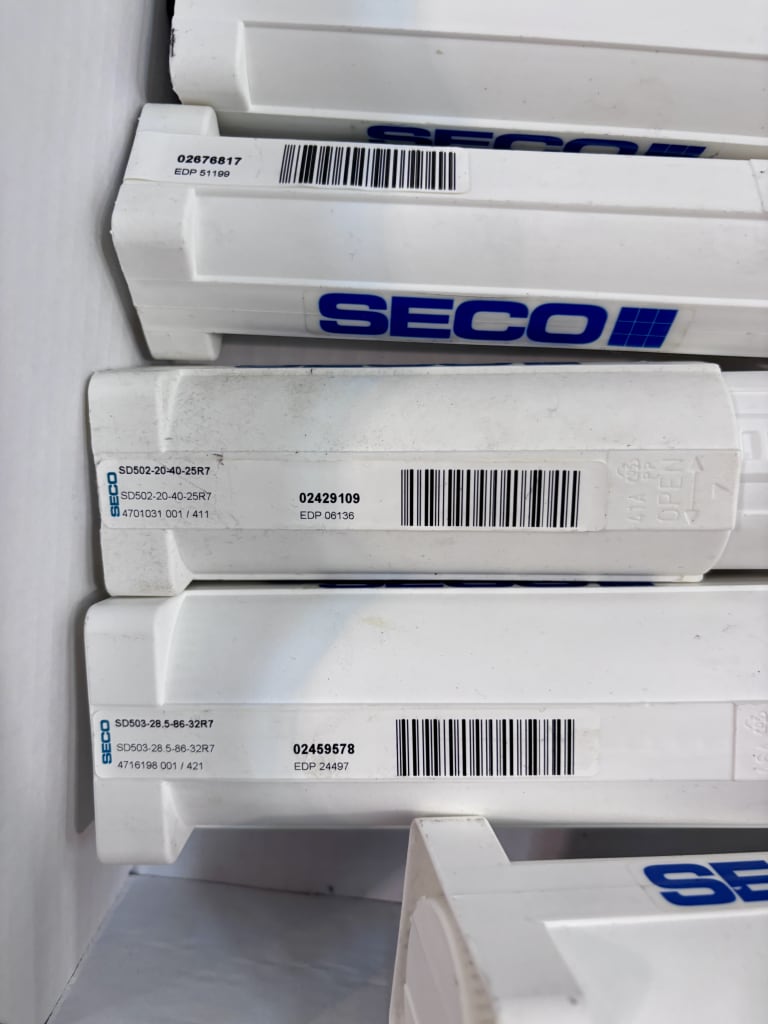 SECO
02676817
EDP 51199
SECO
SECO
SD502-20-40-25R7
SD502-20-40-25R7
4701031 001 / 411
02429109
EDP 06136
PP
OPEN
SECO
SD503-28.5-86-32R7
SD503-28.5-86-32R7
4716198 001 / 421
02459578
EDP 24497
SE